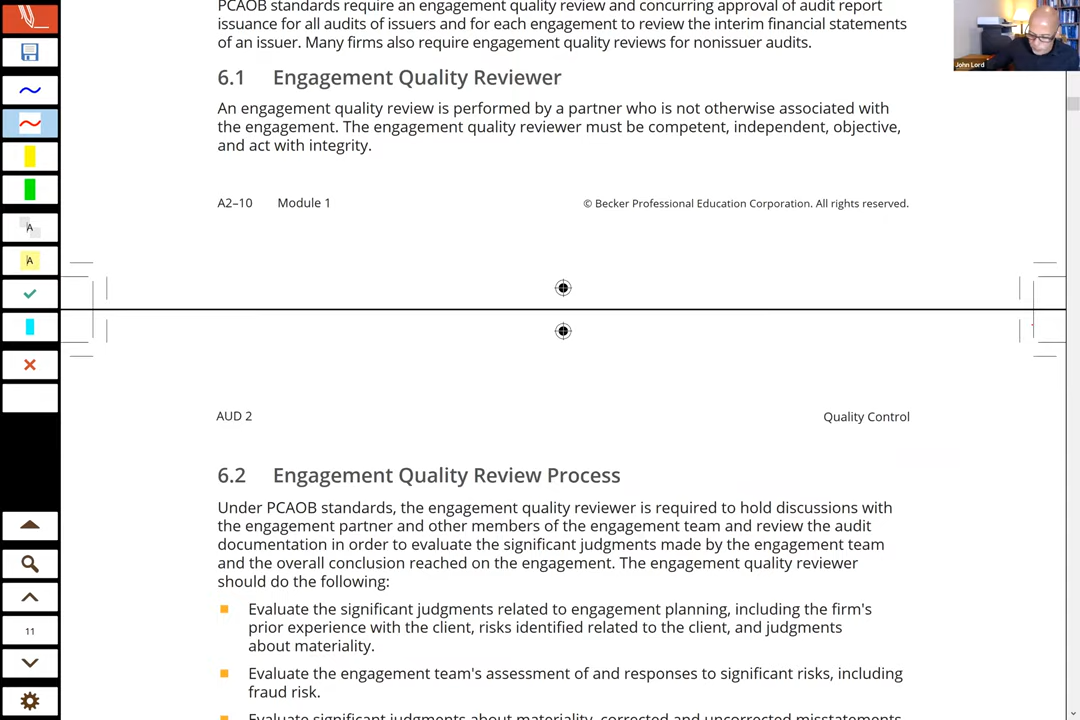 PCAOB standards require an engagement quality review and concurring approval of audit report
issuance for all audits of issuers and for each engagement to review the interim financial statements
of an issuer. Many firms also require engagement quality reviews for nonissuer audits.
6.1 Engagement Quality Reviewer
An engagement quality review is performed by a partner who is not otherwise associated with
the engagement. The engagement quality reviewer must be competent, independent, objective,
and act with integrity.
A2–10 Module 1 © Becker Professional Education Corporation. All rights reserved.
AUD 2 Quality Control
6.2 Engagement Quality Review Process
Under PCAOB standards, the engagement quality reviewer is required to hold discussions with
the engagement partner and other members of the engagement team and review the audit
documentation in order to evaluate the significant judgments made by the engagement team
and the overall conclusion reached on the engagement. The engagement quality reviewer
should do the following:
Evaluate the significant judgments related to engagement planning, including the firm's
prior experience with the client, risks identified related to the client, and judgments
about materiality.
Evaluate the engagement team's assessment of and responses to significant risks, including
fraud risk.
Evaluate significant judgments about materiality, corrected and uncorrected misstatements
John Lord
A
A
11